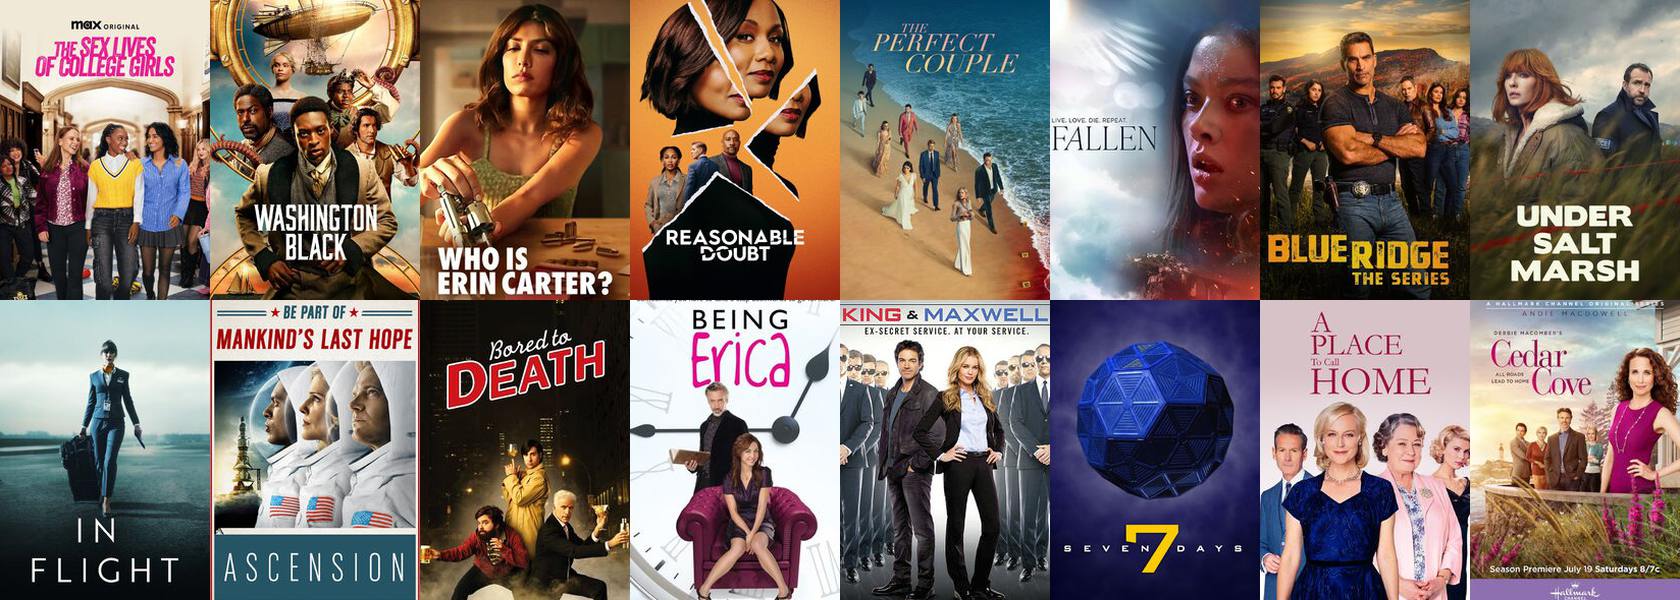 max ORIGINAL
THE SEX LIVES
OF COLLEGE GIRLS
WASHINGTON
BLACK
WHO IS
ERIN CARTER?
REASONABLE
DOUBT
THE
PERFECT
COUPLE
LIVE. LOVE. DIE. REPEAT.
FALLEN
BLUE RIDGE
THE SERIES
UNDER
SALT
MARSH
IN
FLIGHT
BE PART OF
MANKIND'S LAST HOPE
ASCENSION
Bored to
DEATH
BEING
Erica
KING & MAXWELL
EX-SECRET SERVICE. AT YOUR SERVICE.
7
SEVEN DAYS
A
PLACE
To Call
HOME
A HALLMARK CHANNEL ORIGINAL SERIES
ANDIE MACDOWELL
DEBBIE MACOMBER'S
Cedar
ALL ROADS
LEAD TO HOME
Cove
Season Premiere July 19 Saturdays 8/7c
Hallmark
CHANNEL